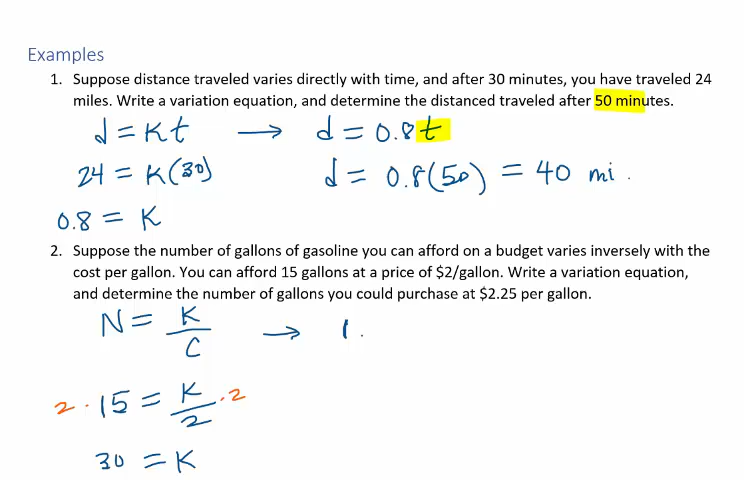 Examples
1. Suppose distance traveled varies directly with time, and after 30 minutes, you have traveled 24
miles. Write a variation equation, and determine the distanced traveled after 50 minutes.
d = Kt → d = 0.8t
24 = K(30) d = 0.8(50) = 40 mi.
0.8 = K
2. Suppose the number of gallons of gasoline you can afford on a budget varies inversely with the
cost per gallon. You can afford 15 gallons at a price of $2/gallon. Write a variation equation,
and determine the number of gallons you could purchase at $2.25 per gallon.
N = K/C →
2 · 15 = K/2 · 2
30 = K